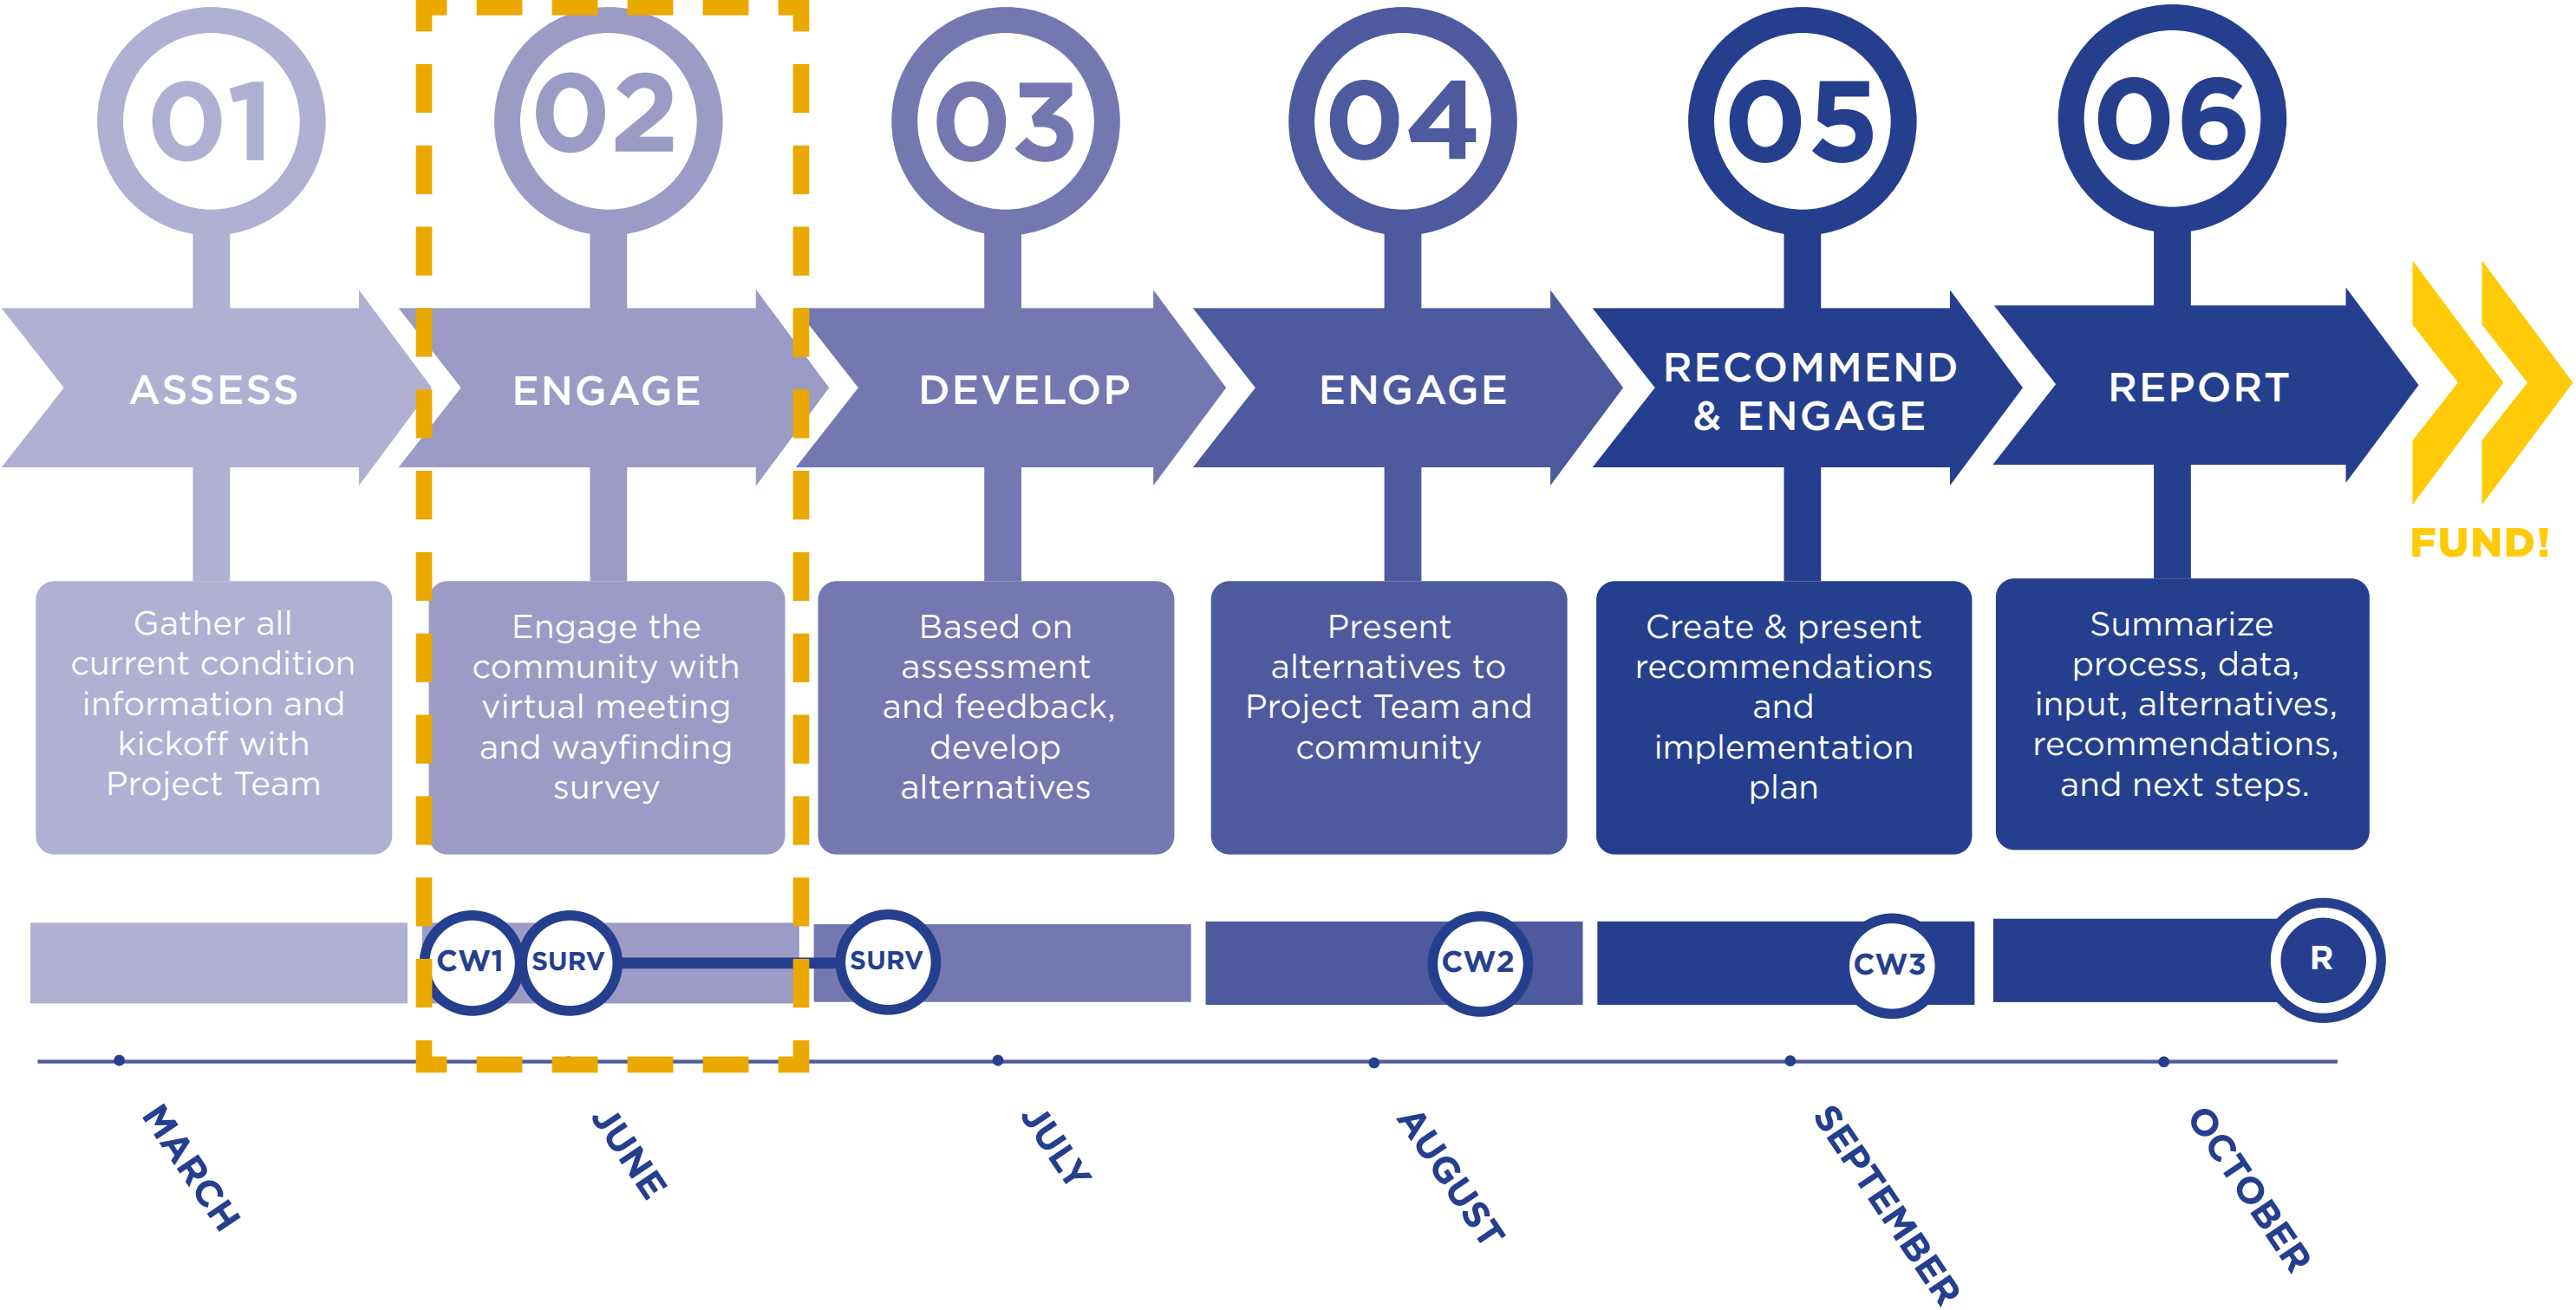 01
02
03
04
05
06
ASSESS
ENGAGE
DEVELOP
ENGAGE
RECOMMEND
& ENGAGE
REPORT
FUND!
Gather all
current condition
information and
kickoff with
Project Team
Engage the
community with
virtual meeting
and wayfinding
survey
Based on
assessment
and feedback,
develop
alternatives
Present
alternatives to
Project Team and
community
Create & present
recommendations
and
implementation
plan
Summarize
process, data,
input, alternatives,
recommendations,
and next steps.
CW1
SURV
SURV
CW2
CW3
R
MARCH
JUNE
JULY
AUGUST
SEPTEMBER
OCTOBER